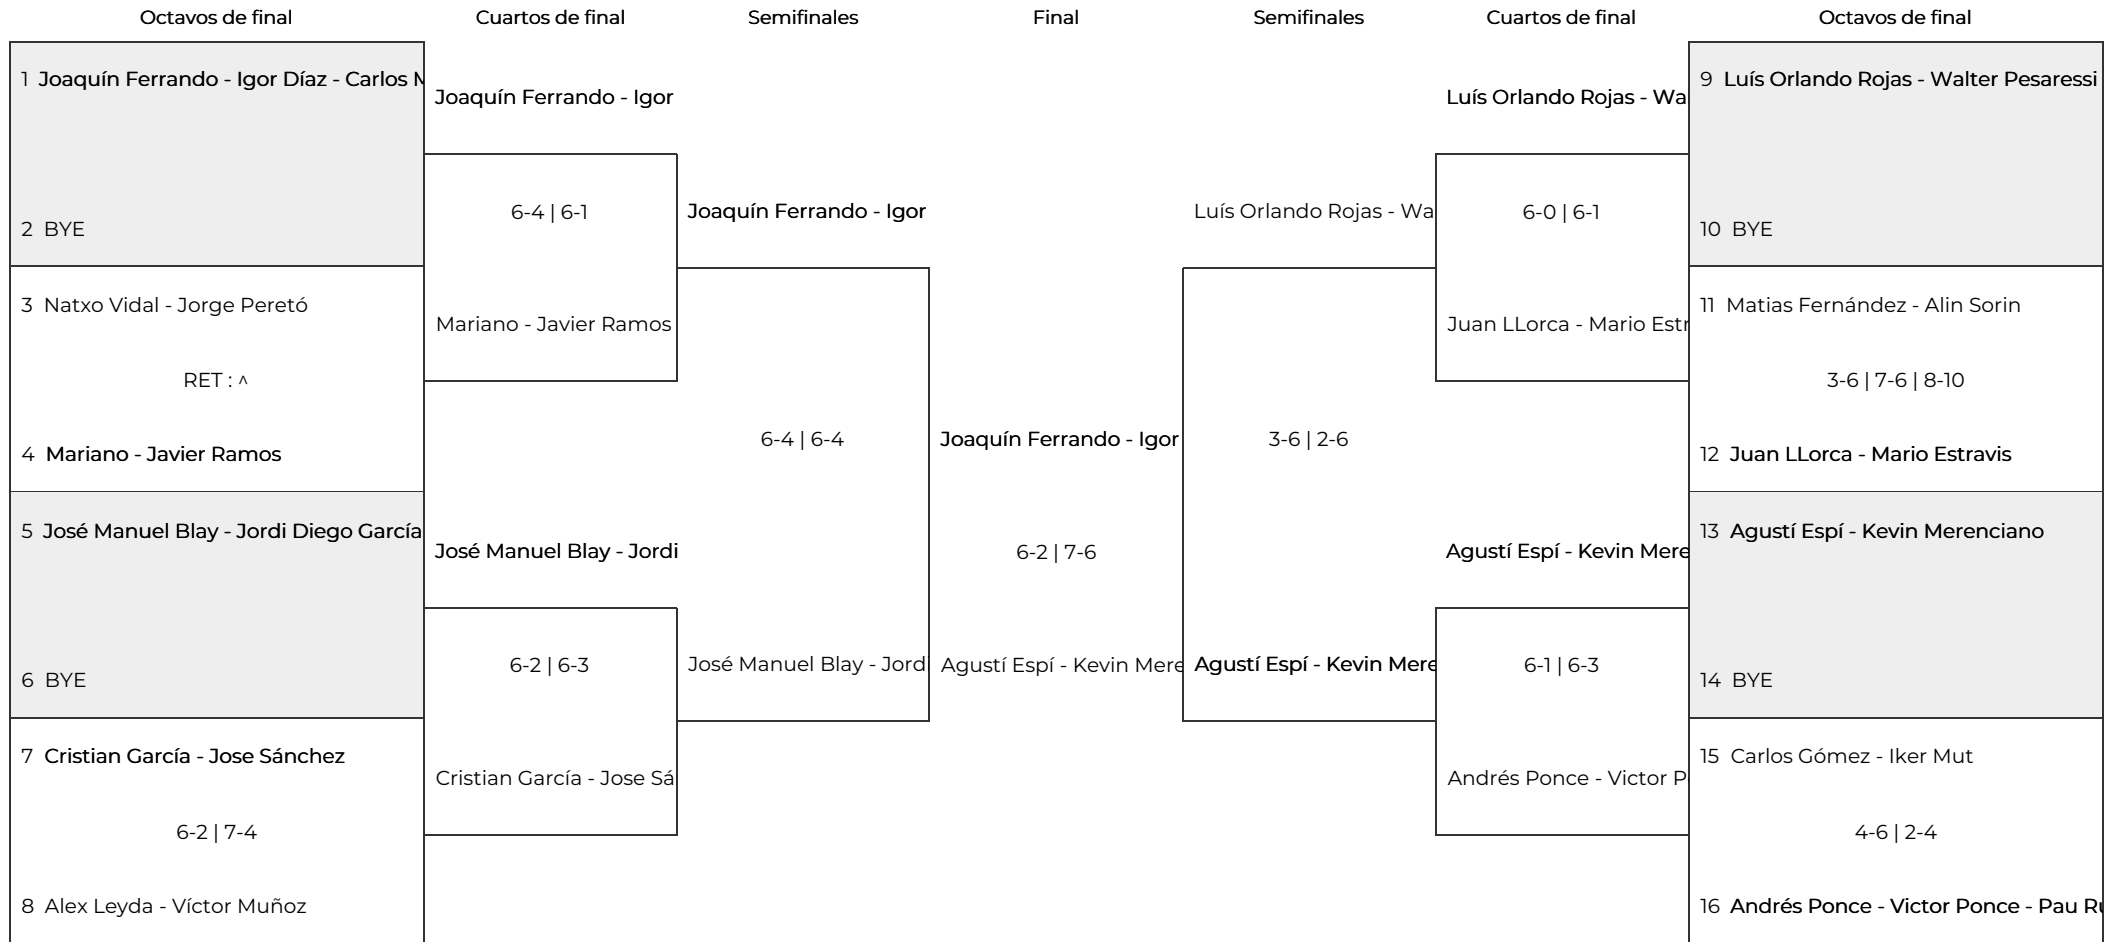 Octavos de final Cuartos de final Semifinales Final Semifinales Cuartos de final Octavos de final
1 Joaquín Ferrando - Igor Díaz - Carlos
2 BYE
3 Natxo Vidal - Jorge Peretó
RET : ^
4 Mariano - Javier Ramos
5 José Manuel Blay - Jordi Diego García
6 BYE
7 Cristian García - Jose Sánchez
6-2 | 7-4
8 Alex Leyda - Víctor Muñoz
Joaquín Ferrando - Igor
6-4 | 6-1
Mariano - Javier Ramos
José Manuel Blay - Jordi
6-2 | 6-3
Cristian García - Jose Sá
Joaquín Ferrando - Igor
6-4 | 6-4
José Manuel Blay - Jordi
Joaquín Ferrando - Igor
6-2 | 7-6
Agustí Espí - Kevin Mere
Luís Orlando Rojas - Wa
3-6 | 2-6
Agustí Espí - Kevin Mere
Luís Orlando Rojas - Wa
6-0 | 6-1
Juan LLorca - Mario Estr
Agustí Espí - Kevin Mere
6-1 | 6-3
Andrés Ponce - Victor P
9 Luís Orlando Rojas - Walter Pesaressi
10 BYE
11 Matias Fernández - Alin Sorin
3-6 | 7-6 | 8-10
12 Juan LLorca - Mario Estravis
13 Agustí Espí - Kevin Merenciano
14 BYE
15 Carlos Gómez - Iker Mut
4-6 | 2-4
16 Andrés Ponce - Victor Ponce - Pau